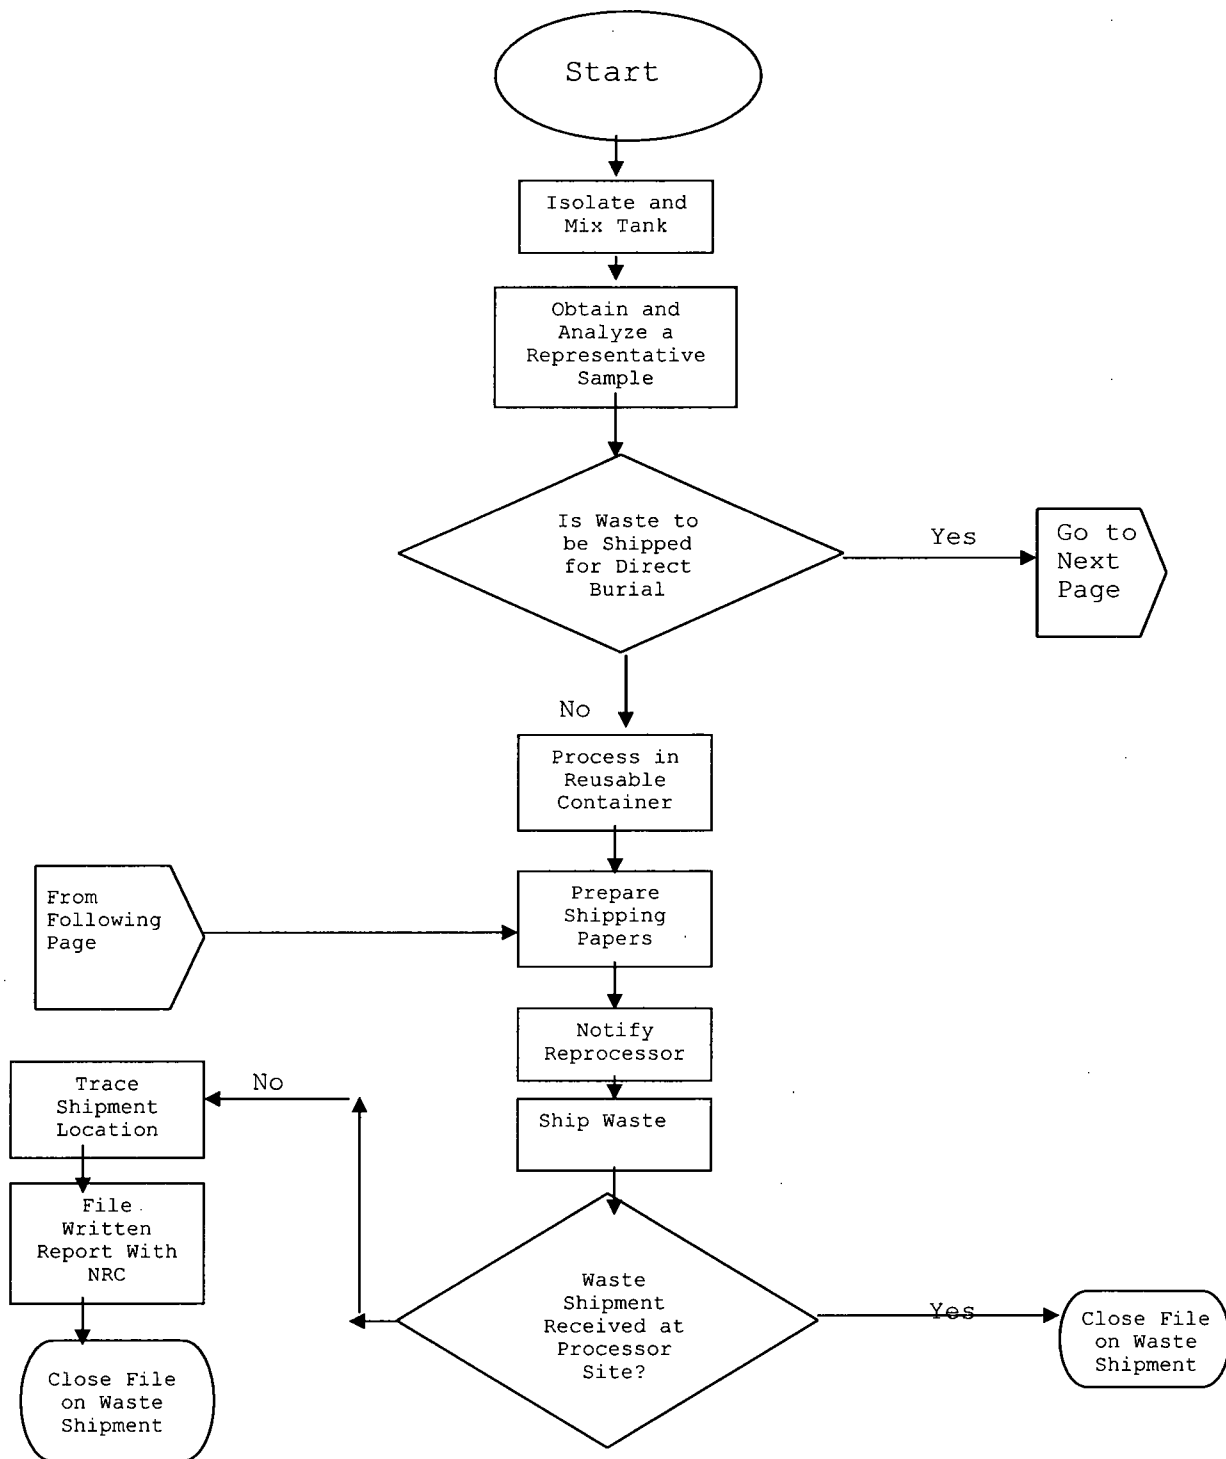 Start
Isolate and
Mix Tank
Obtain and
Analyze a
Representative
Sample
Is Waste to
be Shipped
for Direct
Burial
Yes
Go to
Next
Page
No
Process in
Reusable
Container
From
Following
Page
Prepare
Shipping
Papers
Notify
Reprocessor
Ship Waste
No
Trace
Shipment
Location
File
Written
Report With
NRC
Close File
on Waste
Shipment
Waste
Shipment
Received at
Processor
Site?
Yes
Close File
on Waste
Shipment